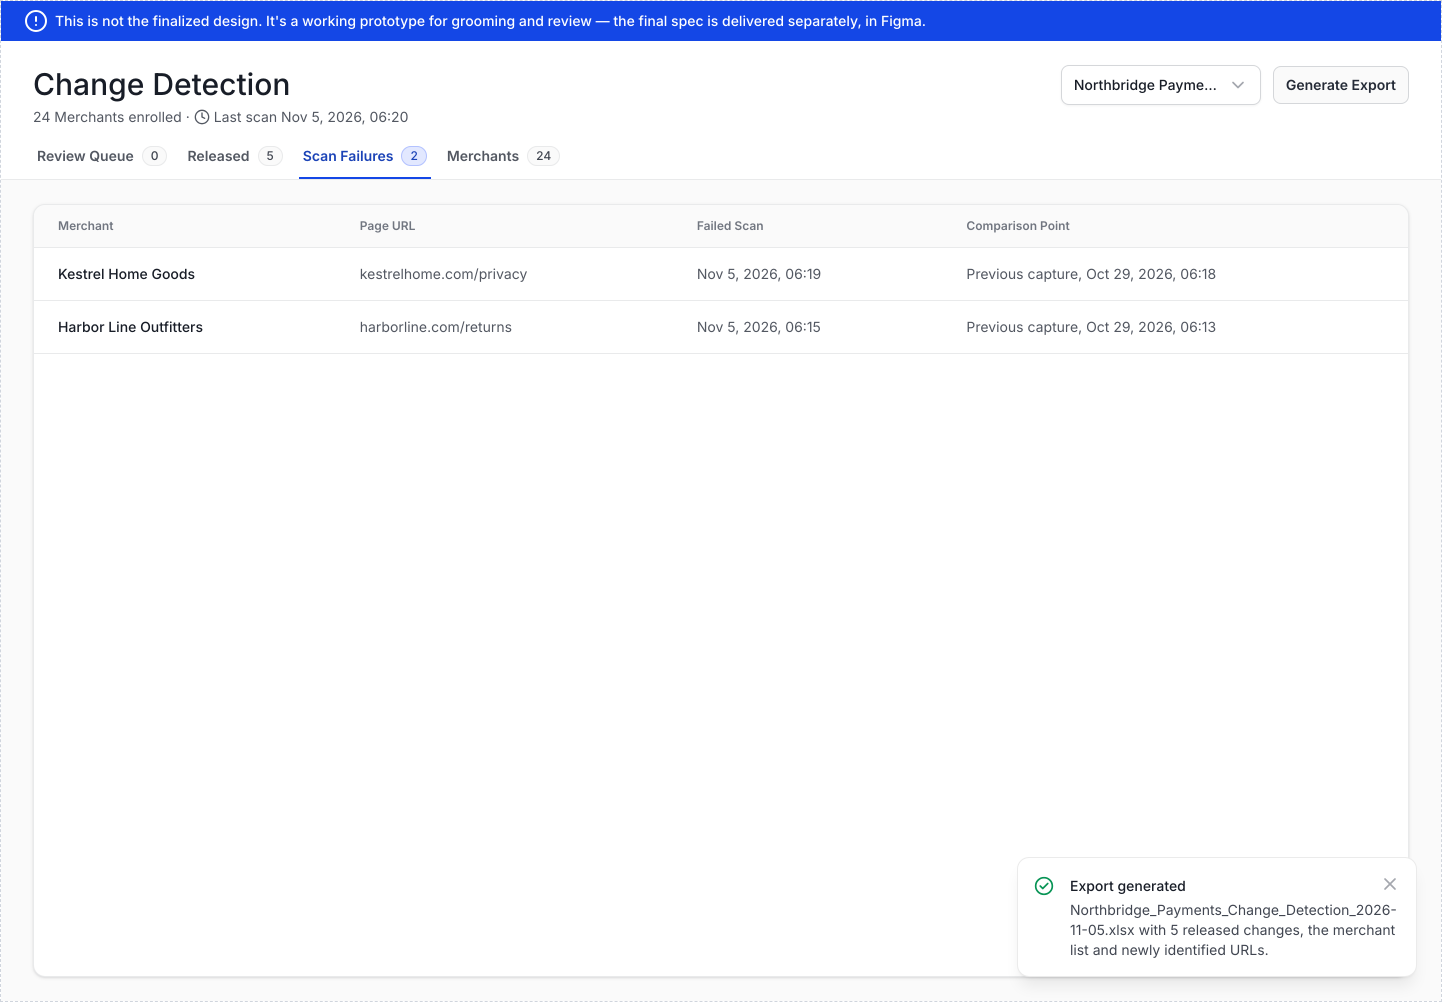 This is not the finalized design. It's a working prototype for grooming and review — the final spec is delivered separately, in Figma.
Change Detection
Northbridge Payme...
Generate Export
24 Merchants enrolled · Last scan Nov 5, 2026, 06:20
Review Queue 0 Released 5 Scan Failures 2 Merchants 24
Merchant Page URL Failed Scan Comparison Point
Kestrel Home Goods kestrelhome.com/privacy Nov 5, 2026, 06:19 Previous capture, Oct 29, 2026, 06:18
Harbor Line Outfitters harborline.com/returns Nov 5, 2026, 06:15 Previous capture, Oct 29, 2026, 06:13
Export generated
Northbridge_Payments_Change_Detection_2026-
11-05.xlsx with 5 released changes, the merchant
list and newly identified URLs.